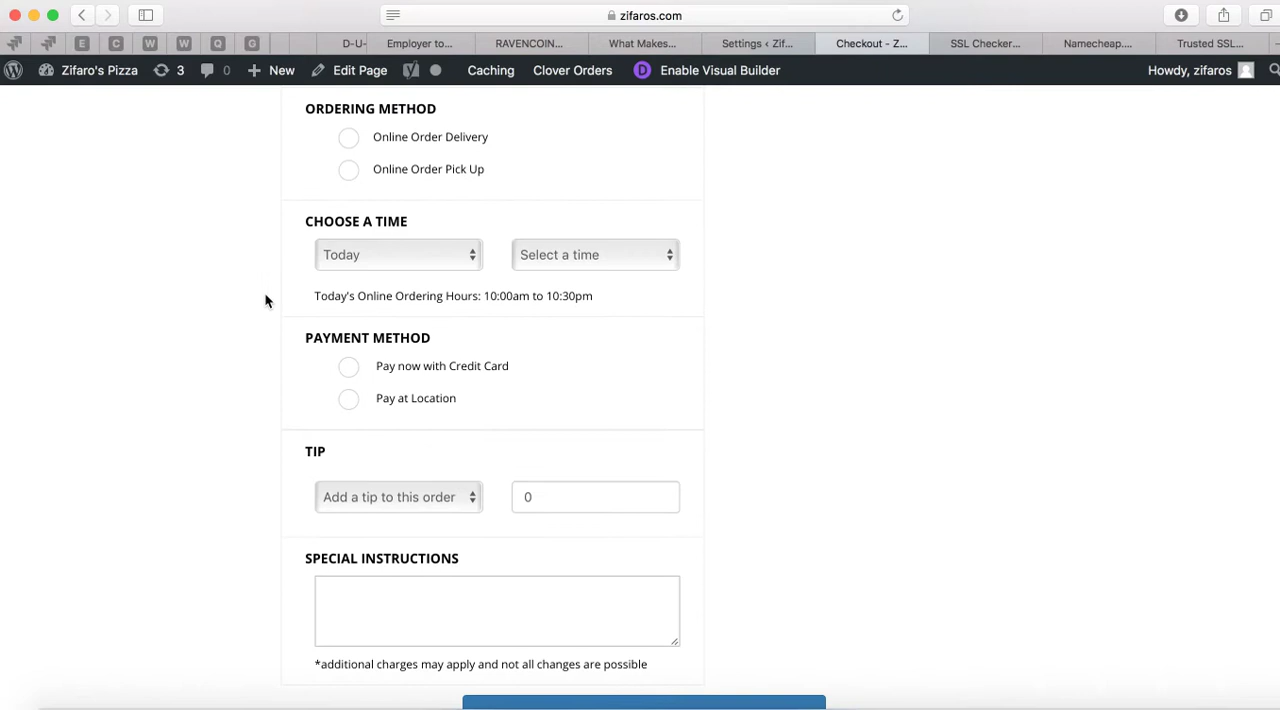 zifaros.com
E C W W Q G D-U- Employer to... RAVENCOIN... What Makes... Settings ‹ Zif... Checkout - Z... SSL Checker... Namecheap.... Trusted SSL...
Zifaro's Pizza 3 0 New Edit Page Caching Clover Orders D Enable Visual Builder Howdy, zifaros
ORDERING METHOD
Online Order Delivery
Online Order Pick Up
CHOOSE A TIME
Today Select a time
Today's Online Ordering Hours: 10:00am to 10:30pm
PAYMENT METHOD
Pay now with Credit Card
Pay at Location
TIP
Add a tip to this order 0
SPECIAL INSTRUCTIONS
*additional charges may apply and not all changes are possible